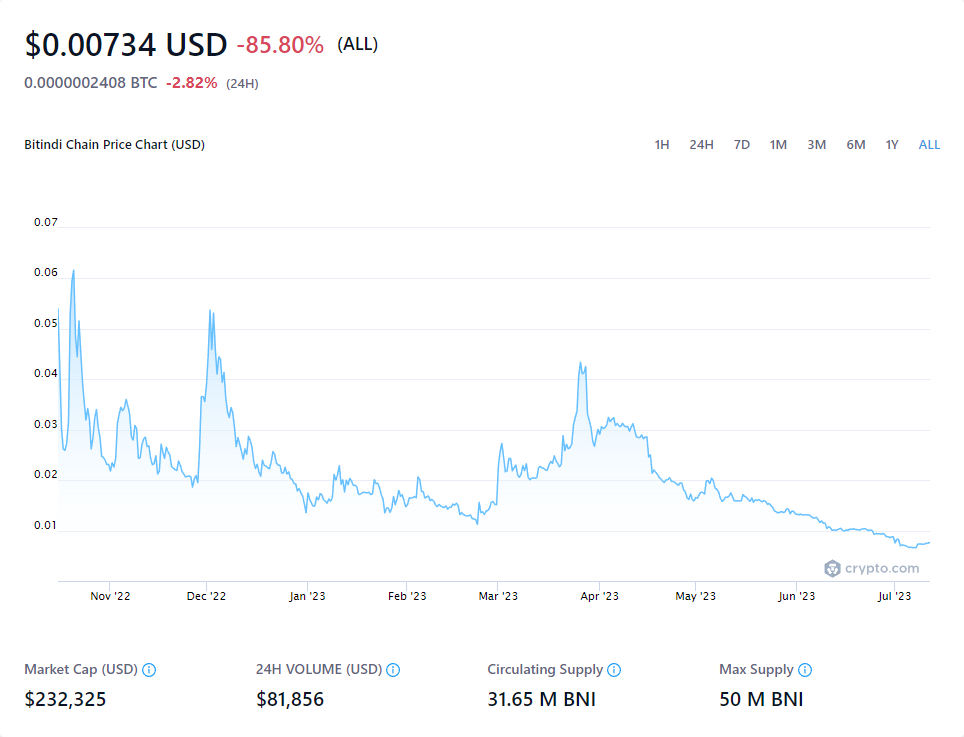 $0.00734 USD -85.80% (ALL)
0.0000002408 BTC -2.82% (24H)
Bitindi Chain Price Chart (USD) 1H 24H 7D 1M 3M 6M 1Y ALL
0.07
0.06
0.05
0.04
0.03
0.02
0.01
crypto.com
Nov '22 Dec '22 Jan '23 Feb '23 Mar '23 Apr '23 May '23 Jun '23 Jul '23
Market Cap (USD) 24H VOLUME (USD) Circulating Supply Max Supply
$232,325 $81,856 31.65 M BNI 50 M BNI